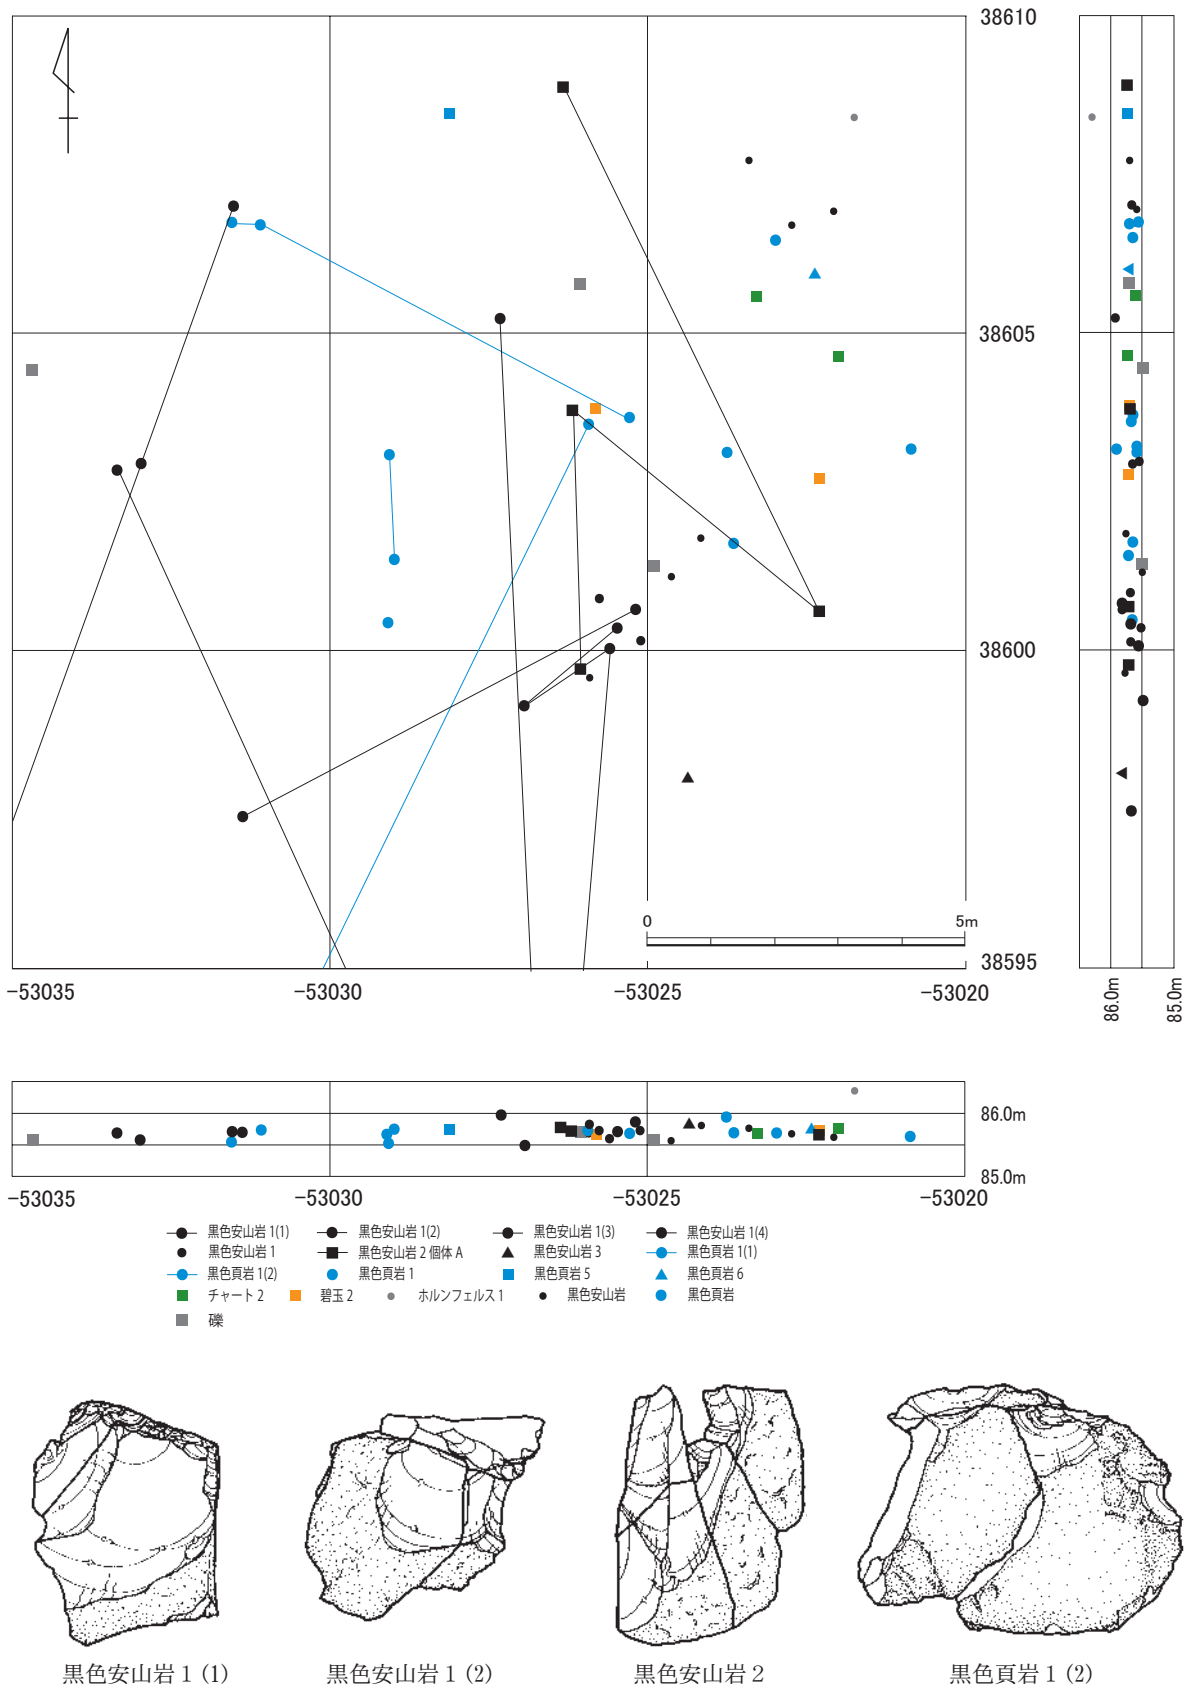 38610
38605
38600
0 5m
38595
-53035 -53030 -53025 -53020
86.0m
85.0m
86.0m
85.0m
-53035 -53030 -53025 -53020
黒色安山岩 1(1) 黒色安山岩 1(2) 黒色安山岩 1(3) 黒色安山岩 1(4)
黒色安山岩 1 黒色安山岩 2 個体 A 黒色安山岩 3 黒色頁岩 1(1)
黒色頁岩 1(2) 黒色頁岩 1 黒色頁岩 5 黒色頁岩 6
チャート 2 碧玉 2 ホルンフェルス 1 黒色安山岩 黒色頁岩
礫
黒色安山岩 1 (1) 黒色安山岩 1 (2) 黒色安山岩 2 黒色頁岩 1 (2)